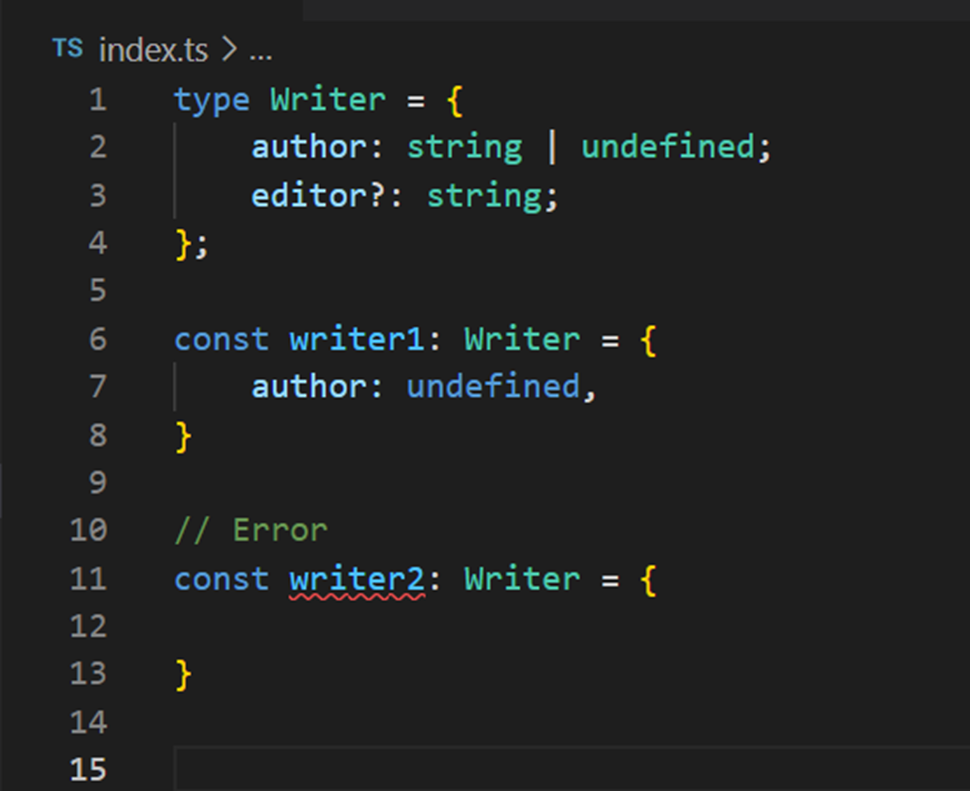 TS index.ts > ...
1 type Writer = {
2     author: string | undefined;
3     editor?: string;
4 };
5
6 const writer1: Writer = {
7     author: undefined,
8 }
9
10 // Error
11 const writer2: Writer = {
12
13 }
14
15